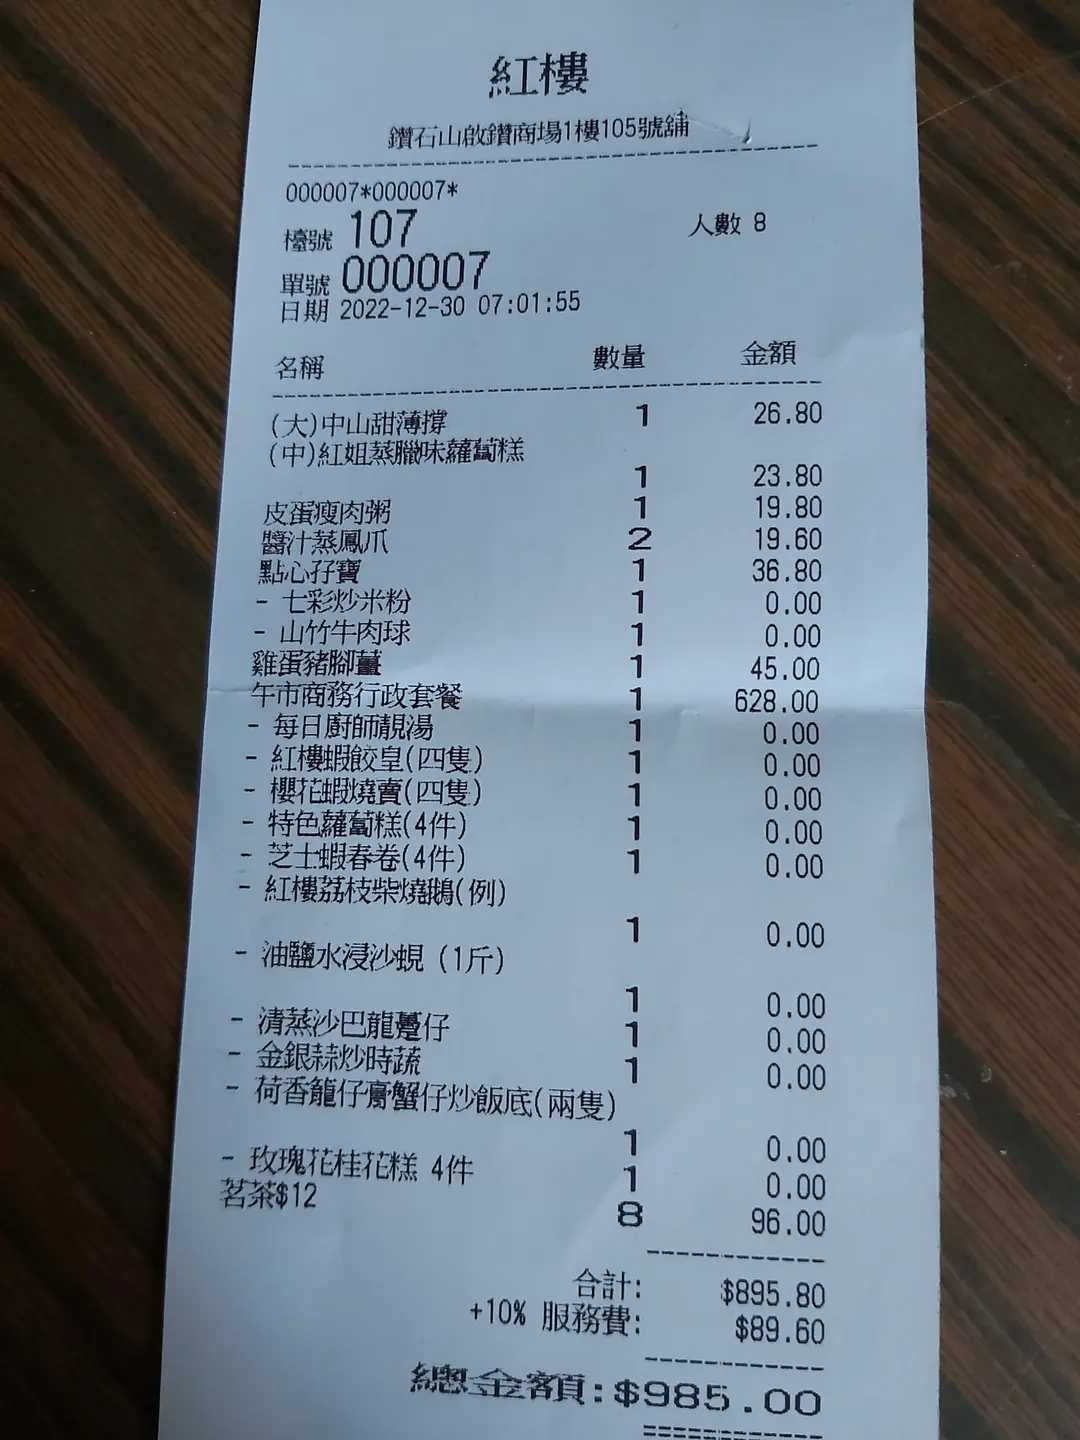 紅樓
鑽石山啟鑽商場1樓105號舖
000007*000007*
檯號 107 人數 8
單號 000007
日期 2022-12-30 07:01:55
名稱 數量 金額
(大)中山甜薄撐 1 26.80
(中)紅姐蒸臘味蘿蔔糕
1 23.80
皮蛋瘦肉粥 1 19.80
醬汁蒸鳳爪 2 19.60
點心孖寶 1 36.80
- 七彩炒米粉 1 0.00
- 山竹牛肉球 1 0.00
雞蛋豬腳薑 1 45.00
午市商務行政套餐 1 628.00
- 每日廚師靚湯 1 0.00
- 紅樓蝦餃皇(四隻) 1 0.00
- 櫻花蝦燒賣(四隻) 1 0.00
- 特色蘿蔔糕(4件) 1 0.00
- 芝士蝦春卷(4件) 1 0.00
- 紅樓荔枝柴燒鵝(例)
1 0.00
- 油鹽水浸沙蜆 (1斤)
1 0.00
- 清蒸沙巴龍躉仔 1 0.00
- 金銀蒜炒時蔬 1 0.00
- 荷香籠仔膏蟹仔炒飯底(兩隻)
1 0.00
- 玫瑰花桂花糕 4件 1 0.00
茗茶$12 8 96.00
合計: $895.80
+10% 服務費: $89.60
總金額:$985.00